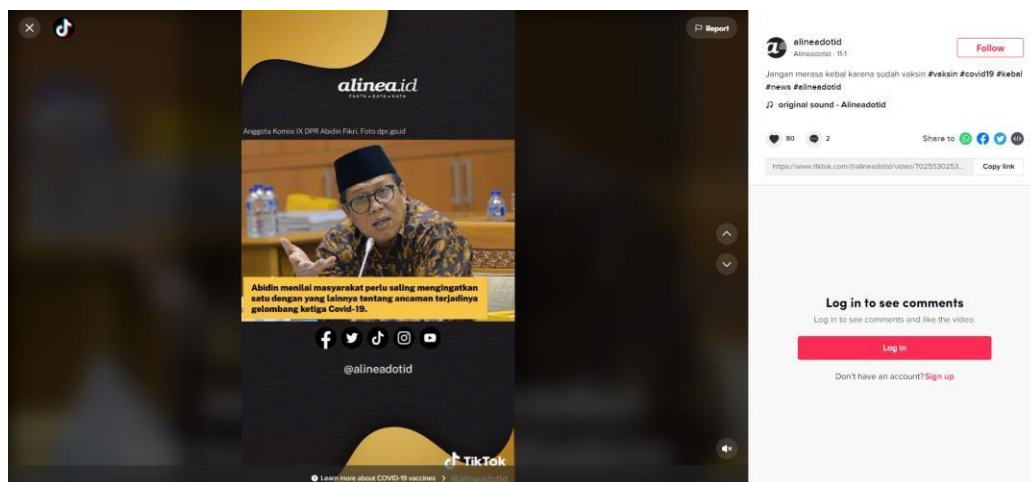 Report
alinea.id
FAKTA • DATA • KATA
Anggota Komisi IX DPR Abidin Fikri. Foto dpr.go.id
Abidin menilai masyarakat perlu saling mengingatkan
satu dengan yang lainnya tentang ancaman terjadinya
gelombang ketiga Covid-19.
@alineadotid
TikTok
@alineadotid
Learn more about COVID-19 vaccines
alineadotid
Alineadotid · 11-1
Follow
Jangan merasa kebal karena sudah vaksin #vaksin #covid19 #kebal
#news #alineadotid
original sound - Alineadotid
80
2
Share to
https://www.tiktok.com/@alineadotid/video/7025530253...
Copy link
Log in to see comments
Log in to see comments and like the video.
Log in
Don't have an account? Sign up